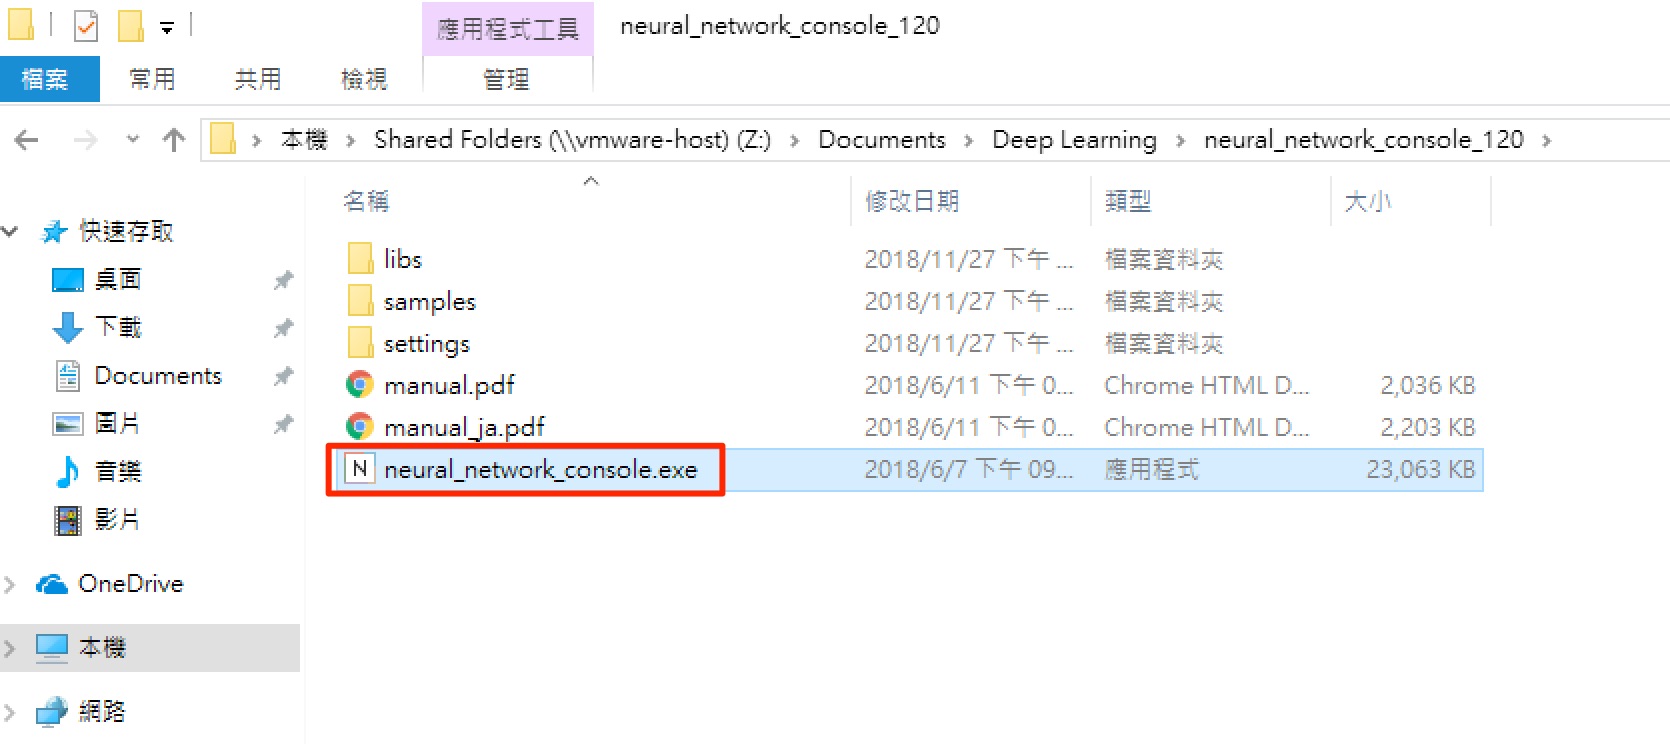 應用程式工具 neural_network_console_120
檔案 常用 共用 檢視 管理
本機 Shared Folders (\\vmware-host) (Z:) Documents Deep Learning neural_network_console_120
名稱 修改日期 類型 大小
快速存取
桌面
下載
Documents
圖片
音樂
影片
OneDrive
本機
網路
libs 2018/11/27 下午 ... 檔案資料夾
samples 2018/11/27 下午 ... 檔案資料夾
settings 2018/11/27 下午 ... 檔案資料夾
manual.pdf 2018/6/11 下午 0... Chrome HTML D... 2,036 KB
manual_ja.pdf 2018/6/11 下午 0... Chrome HTML D... 2,203 KB
N neural_network_console.exe 2018/6/7 下午 09... 應用程式 23,063 KB